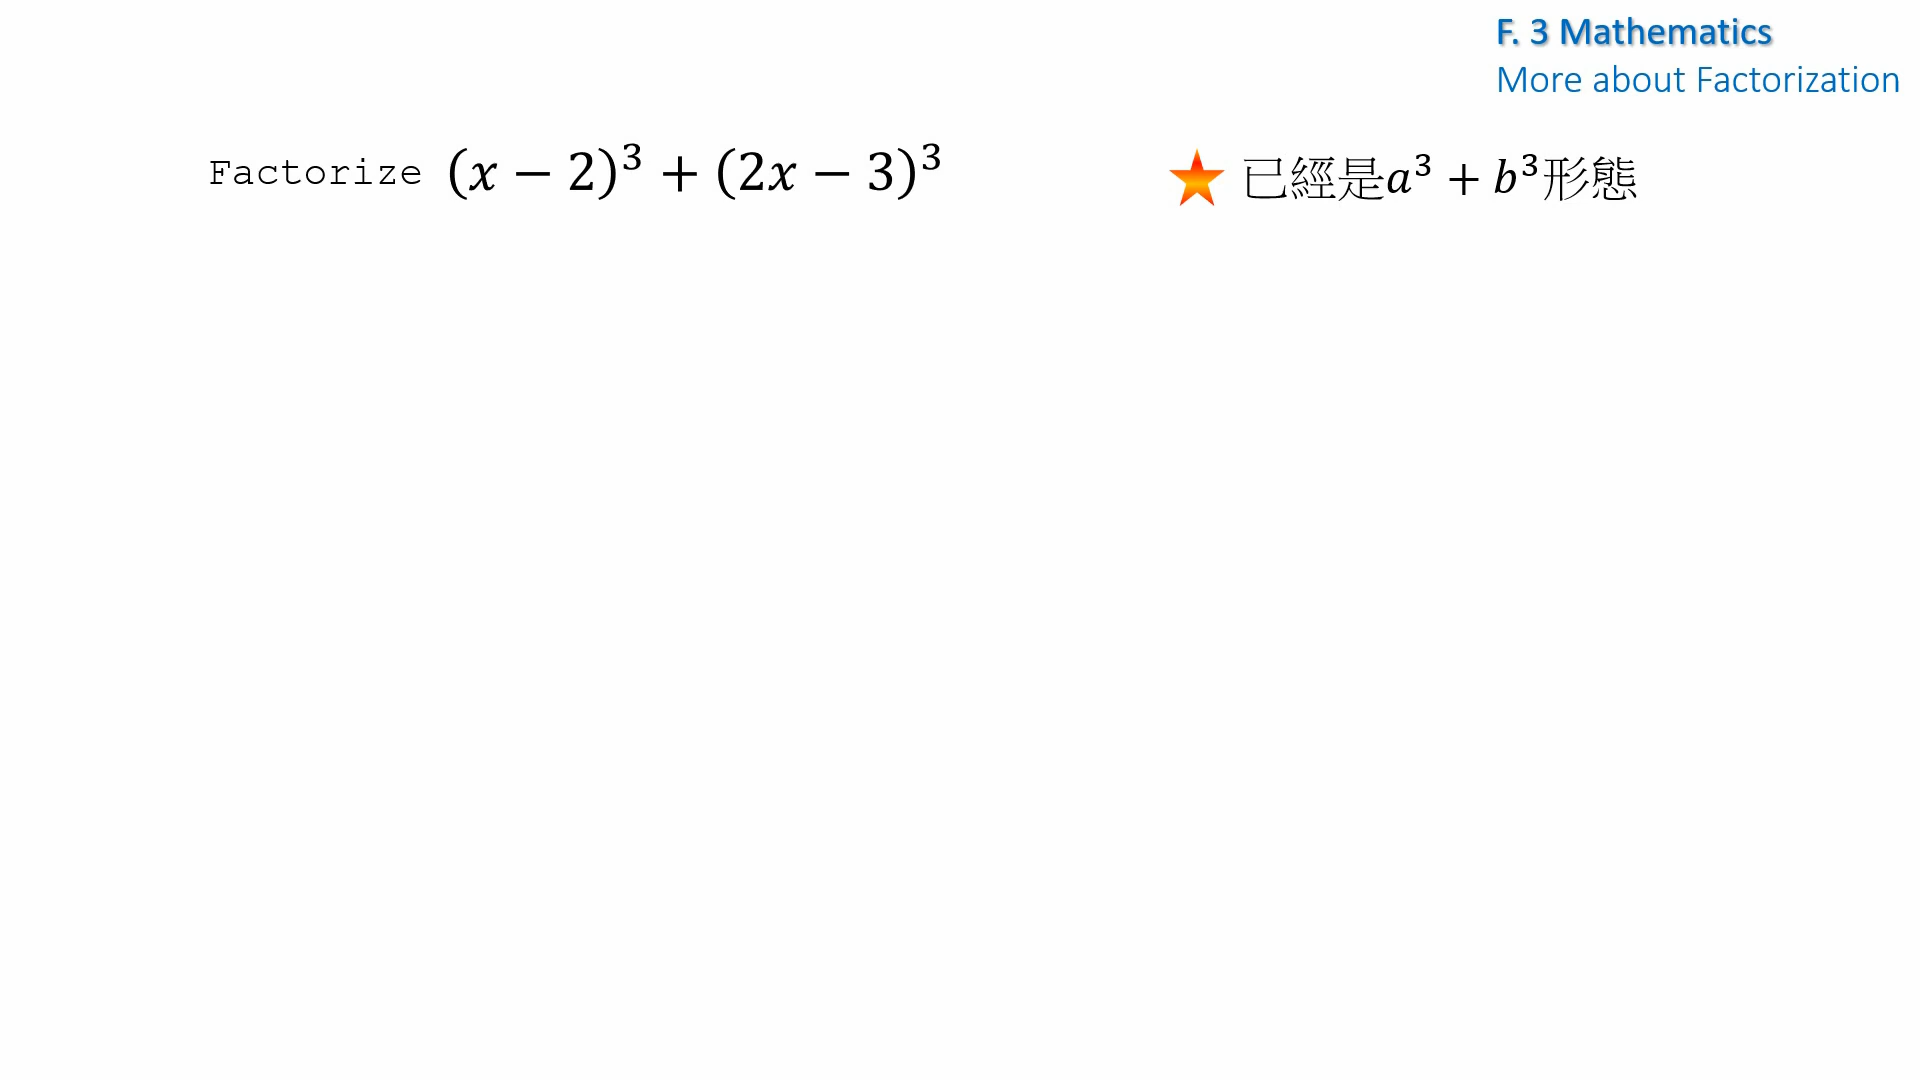 F. 3 Mathematics
More about Factorization
Factorize (x − 2)³ + (2x − 3)³
已經是a³ + b³形態